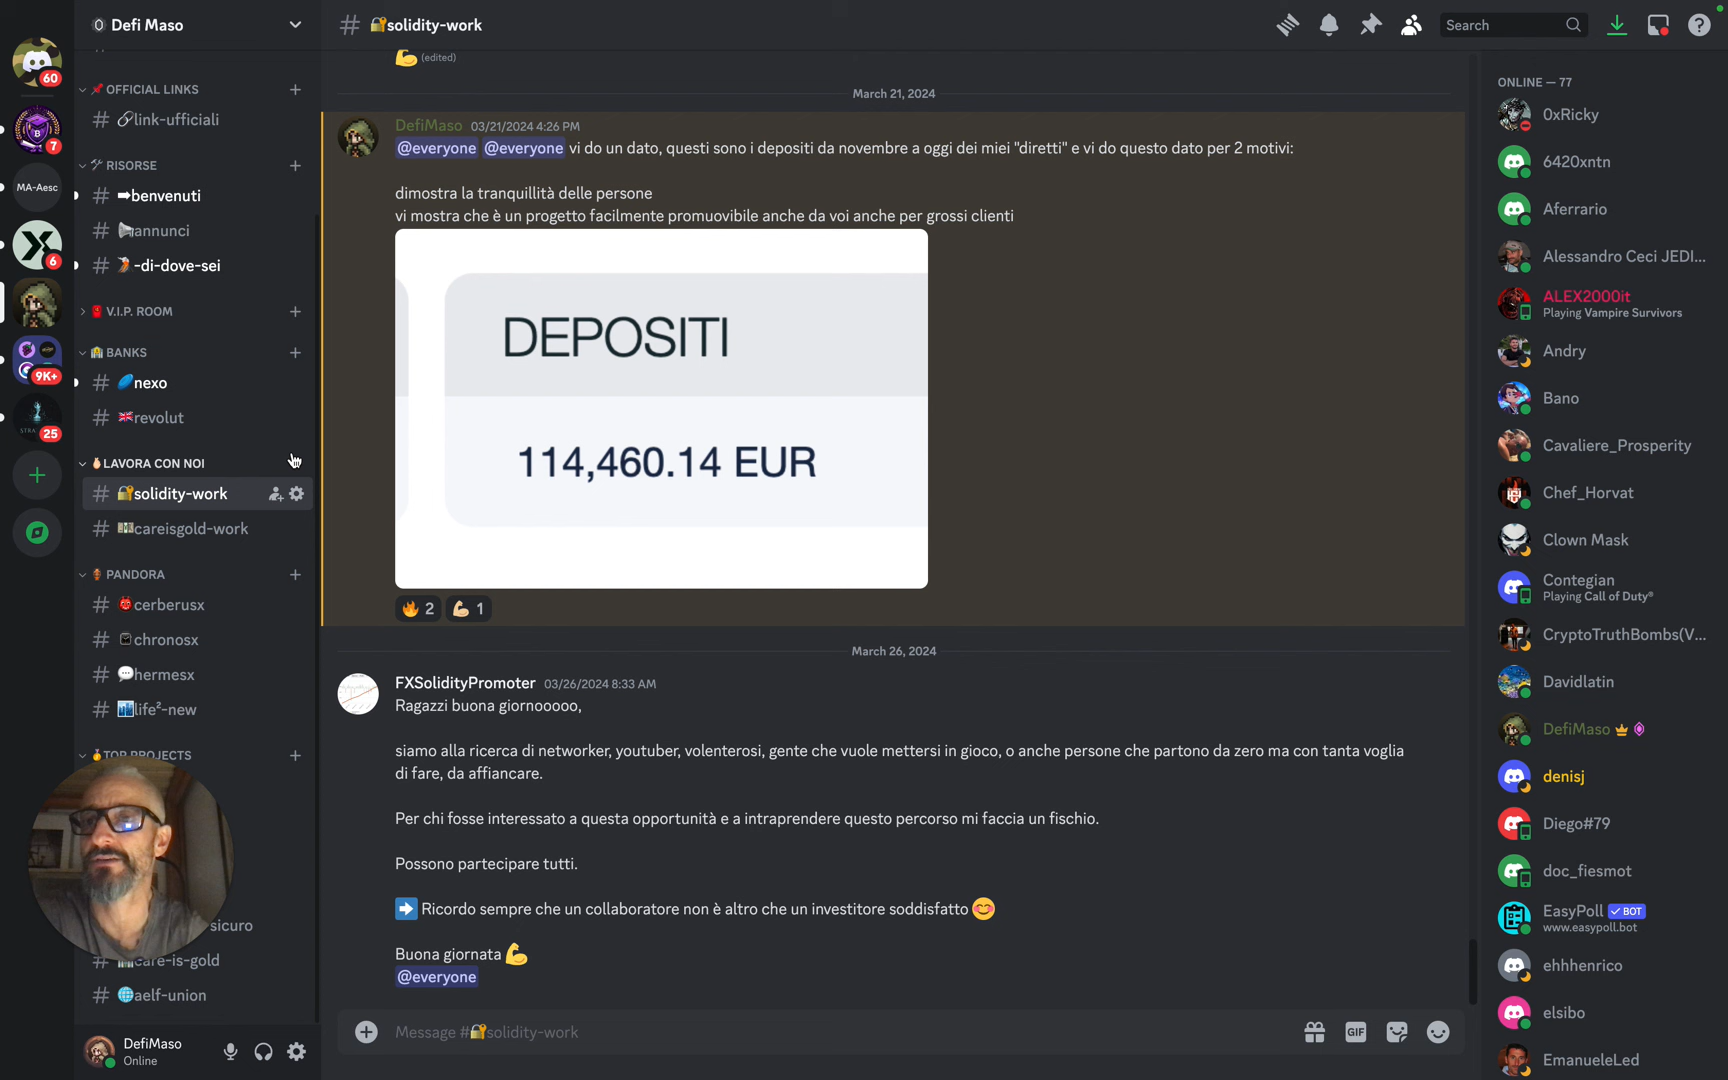 Defi Maso
OFFICIAL LINKS
link-ufficiali
RISORSE
benvenuti
annunci
-di-dove-sei
V.I.P. ROOM
BANKS
nexo
revolut
LAVORA CON NOI
solidity-work
careisgold-work
PANDORA
cerberusx
chronosx
hermesx
life²-new
TOP PROJECTS
sicuro
care-is-gold
aelf-union
DefiMaso
Online
60
7
MA-Aesc
6
9K+
25
# solidity-work
Search
(edited)
March 21, 2024
DefiMaso 03/21/2024 4:26 PM
@everyone @everyone vi do un dato, questi sono i depositi da novembre a oggi dei miei "diretti" e vi do questo dato per 2 motivi:
dimostra la tranquillità delle persone
vi mostra che è un progetto facilmente promuovibile anche da voi anche per grossi clienti
DEPOSITI
114,460.14 EUR
🔥 2 💪 1
March 26, 2024
FXSolidityPromoter 03/26/2024 8:33 AM
Ragazzi buona giornooooo,
siamo alla ricerca di networker, youtuber, volenterosi, gente che vuole mettersi in gioco, o anche persone che partono da zero ma con tanta voglia
di fare, da affiancare.
Per chi fosse interessato a questa opportunità e a intraprendere questo percorso mi faccia un fischio.
Possono partecipare tutti.
➡️ Ricordo sempre che un collaboratore non è altro che un investitore soddisfatto 😊
Buona giornata 💪
@everyone
Message #🔐solidity-work
GIF
ONLINE — 77
0xRicky
6420xntn
Aferrario
Alessandro Ceci JEDI...
ALEX2000it
Playing Vampire Survivors
Andry
Bano
Cavaliere_Prosperity
Chef_Horvat
Clown Mask
Contegian
Playing Call of Duty®
CryptoTruthBombs(V...
Davidlatin
DefiMaso
denisj
Diego#79
doc_fiesmot
EasyPoll ✓ BOT
www.easypoll.bot
ehhhenrico
elsibo
EmanueleLed